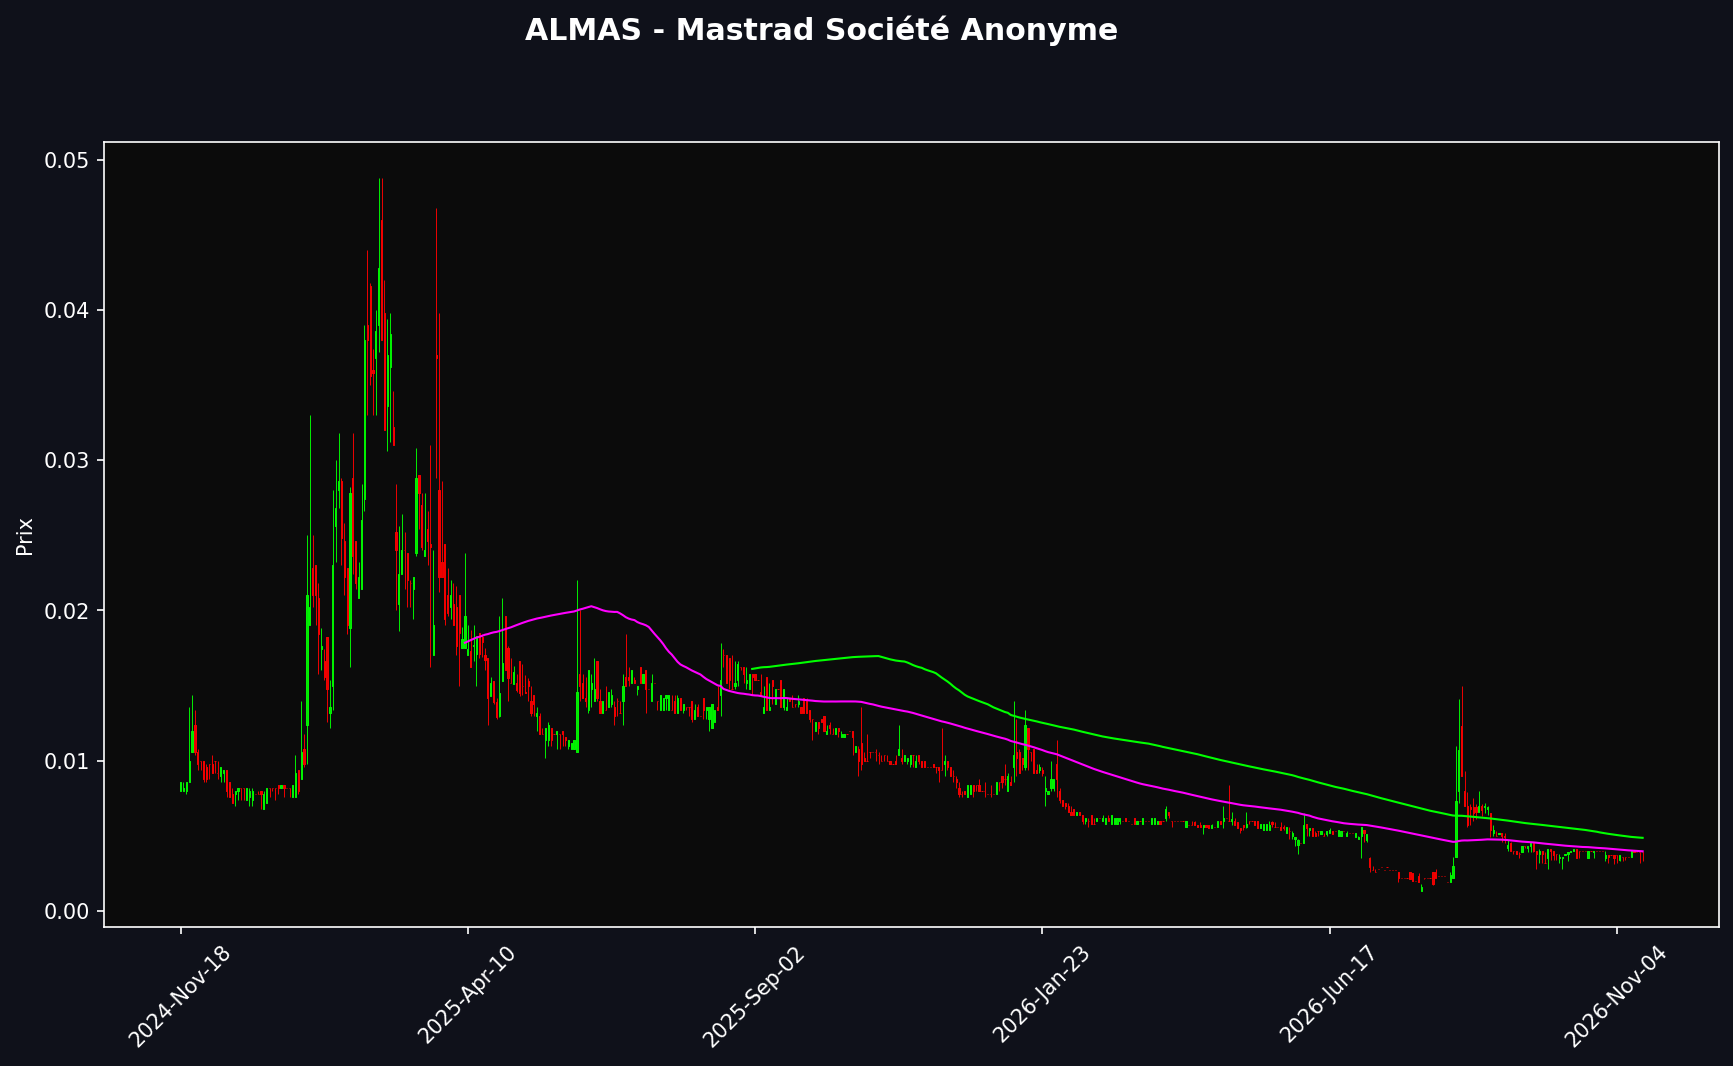 ALMAS - Mastrad Société Anonyme
Prix
0.05
0.04
0.03
0.02
0.01
0.00
2024-Nov-18
2025-Apr-10
2025-Sep-02
2026-Jan-23
2026-Jun-17
2026-Nov-04